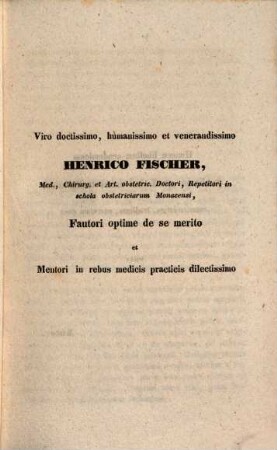 Viro doctissimo, humanissimo et venerandissimo
HENRICO FISCHER,
Med., Chirurg. et Art. obstetric. Doctori, Repetitori in
schola obstetriciarum Monacensi,
Fautori optime de se merito
et
Mentori in rebus medicis practicis dilectissimo